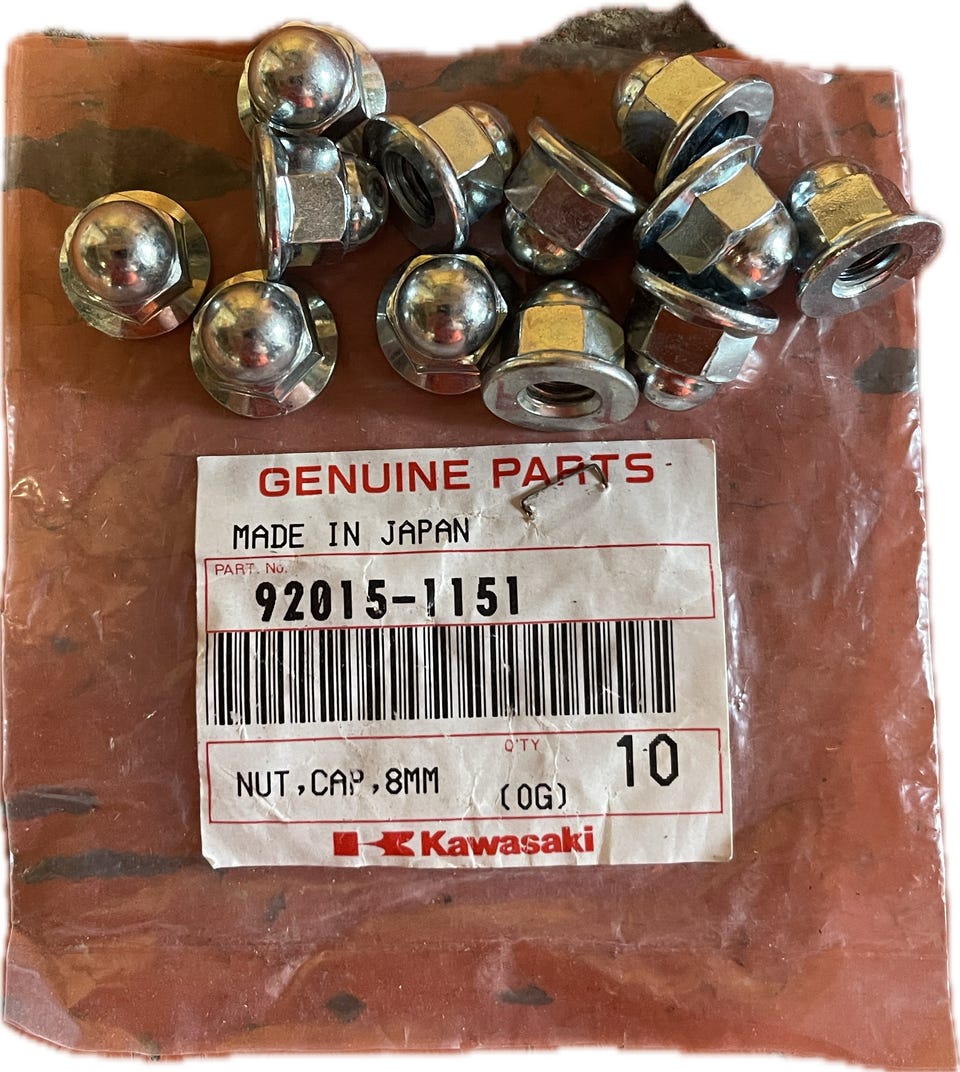 GENUINE PARTS
MADE IN JAPAN
PART. No.
92015-1151
Q'TY
NUT,CAP,8MM
(OG)
10
Kawasaki